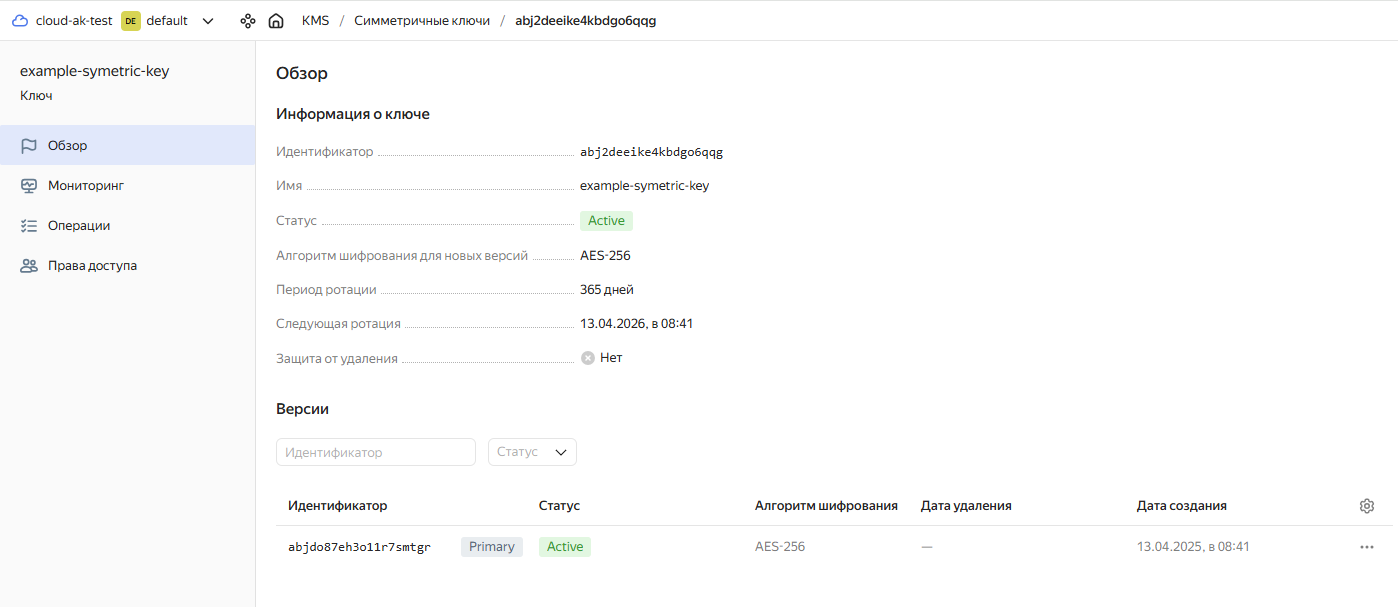 cloud-ak-test DE default KMS / Симметричные ключи / abj2deeike4kbdgo6qqg
example-symetric-key
Ключ
Обзор
Мониторинг
Операции
Права доступа
Обзор
Информация о ключе
Идентификатор abj2deeike4kbdgo6qqg
Имя example-symetric-key
Статус Active
Алгоритм шифрования для новых версий AES-256
Период ротации 365 дней
Следующая ротация 13.04.2026, в 08:41
Защита от удаления Нет
Версии
Идентификатор Статус
Идентификатор Статус Алгоритм шифрования Дата удаления Дата создания
abjdo87eh3o11r7smtgr Primary Active AES-256 — 13.04.2025, в 08:41